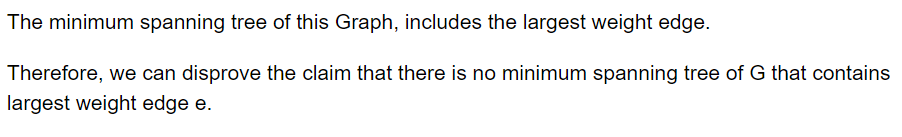 The minimum spanning tree of this Graph, includes the largest weight edge.
Therefore, we can disprove the claim that there is no minimum spanning tree of G that contains
largest weight edge e.